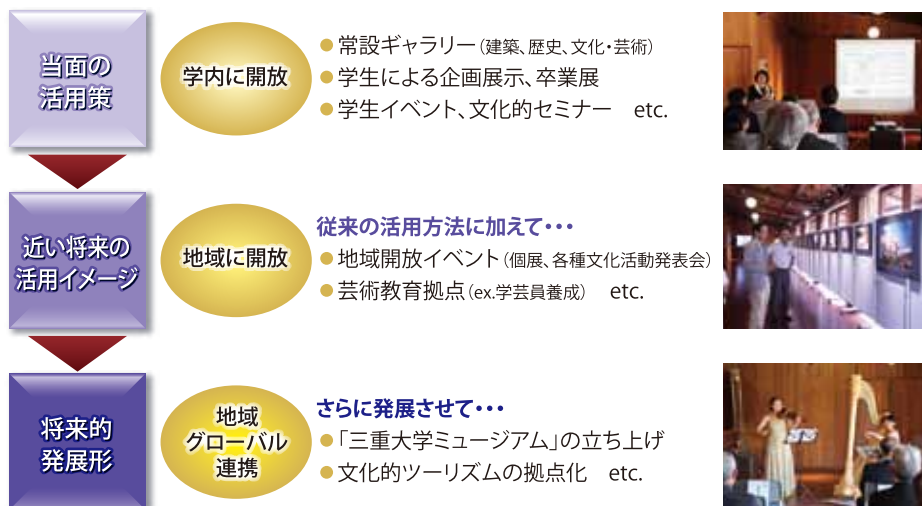 当面の
活用策
学内に開放
●常設ギャラリー(建築、歴史、文化・芸術)
●学生による企画展示、卒業展
●学生イベント、文化的セミナー etc.
近い将来の
活用イメージ
地域に開放
従来の活用方法に加えて・・・
●地域開放イベント(個展、各種文化活動発表会)
●芸術教育拠点(ex.学芸員養成) etc.
将来的
発展形
地域
グローバル
連携
さらに発展させて・・・
●「三重大学ミュージアム」の立ち上げ
●文化的ツーリズムの拠点化 etc.